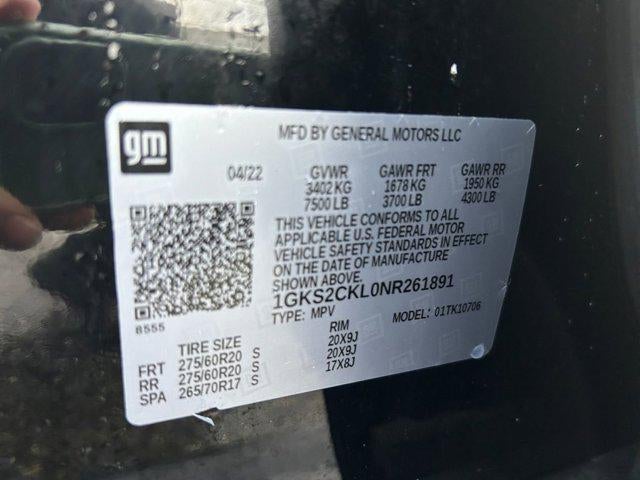 gm
MFD BY GENERAL MOTORS LLC
04/22 GVWR GAWR FRT GAWR RR
3402 KG 1678 KG 1950 KG
7500 LB 3700 LB 4300 LB
THIS VEHICLE CONFORMS TO ALL
APPLICABLE U.S. FEDERAL MOTOR
VEHICLE SAFETY STANDARDS IN EFFECT
ON THE DATE OF MANUFACTURE
SHOWN ABOVE.
1GKS2CKL0NR261891
8555
TYPE: MPV MODEL: 01TK10706
TIRE SIZE RIM
FRT 275/60R20 S 20X9J
RR 275/60R20 S 20X9J
SPA 265/70R17 S 17X8J